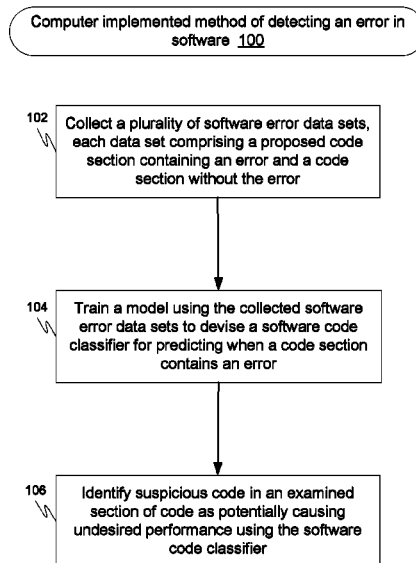 Computer implemented method of detecting an error in
software 100
102
Collect a plurality of software error data sets,
each data set comprising a proposed code
section containing an error and a code
section without the error
104
Train a model using the collected software
error data sets to devise a software code
classifier for predicting when a code section
contains an error
106
Identify suspicious code in an examined
section of code as potentially causing
undesired performance using the software
code classifier